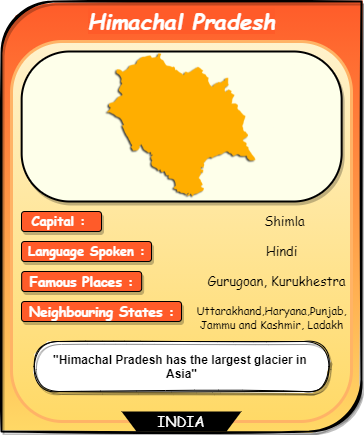 Himachal Pradesh
Capital : Shimla
Language Spoken : Hindi
Famous Places : Gurugoan, Kurukhestra
Neighbouring States : Uttarakhand,Haryana,Punjab,
Jammu and Kashmir, Ladakh
"Himachal Pradesh has the largest glacier in
Asia"
INDIA